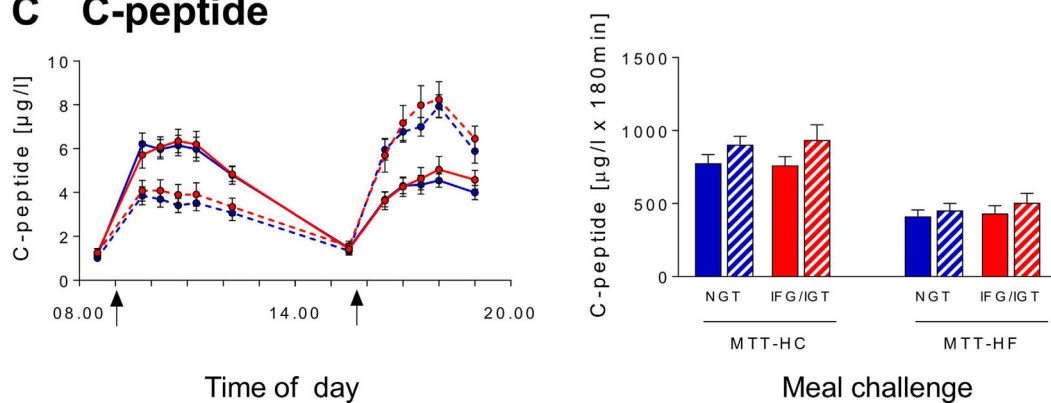 C C-peptide
C-peptide [µg/l]
10
8
6
4
2
0
08.00 14.00 20.00
Time of day
C-peptide [µg/l x 180min]
1500
1000
500
0
NGT IFG/IGT NGT IFG/IGT
MTT-HC MTT-HF
Meal challenge